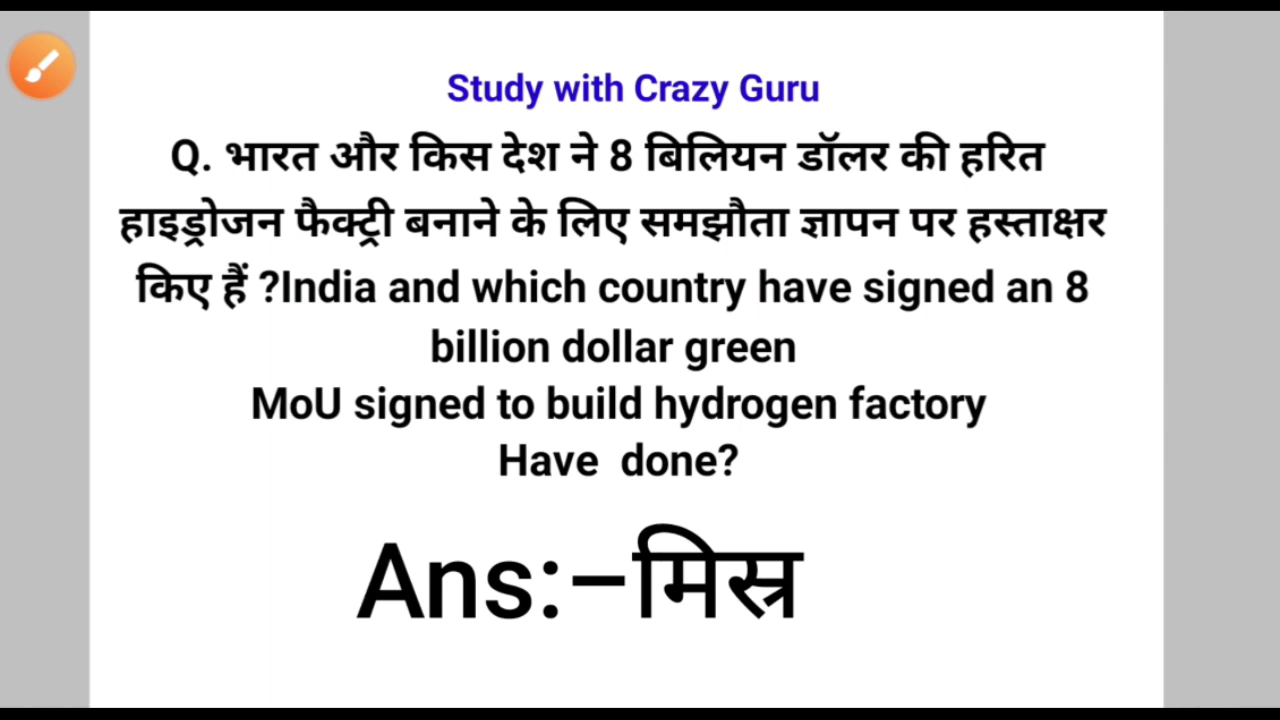 Study with Crazy Guru
Q. भारत और किस देश ने 8 बिलियन डॉलर की हरित
हाइड्रोजन फैक्ट्री बनाने के लिए समझौता ज्ञापन पर हस्ताक्षर
किए हैं ?India and which country have signed an 8
billion dollar green
MoU signed to build hydrogen factory
Have done?
Ans:–मिस्र